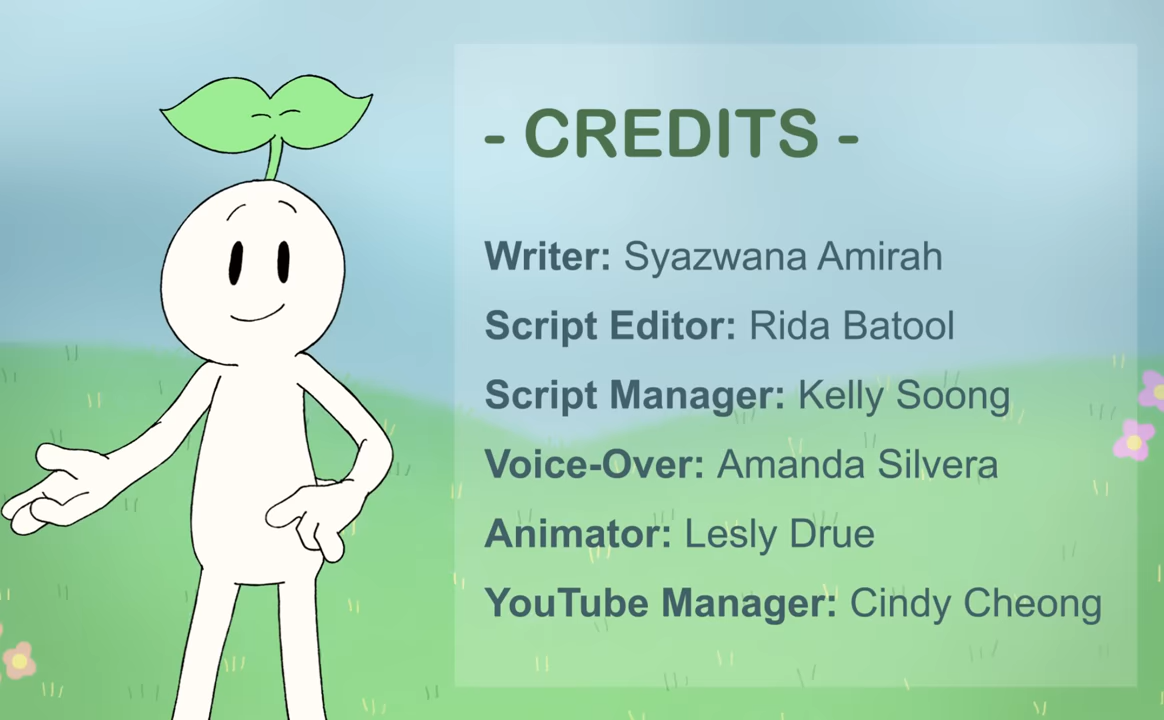 - CREDITS -
Writer: Syazwana Amirah
Script Editor: Rida Batool
Script Manager: Kelly Soong
Voice-Over: Amanda Silvera
Animator: Lesly Drue
YouTube Manager: Cindy Cheong